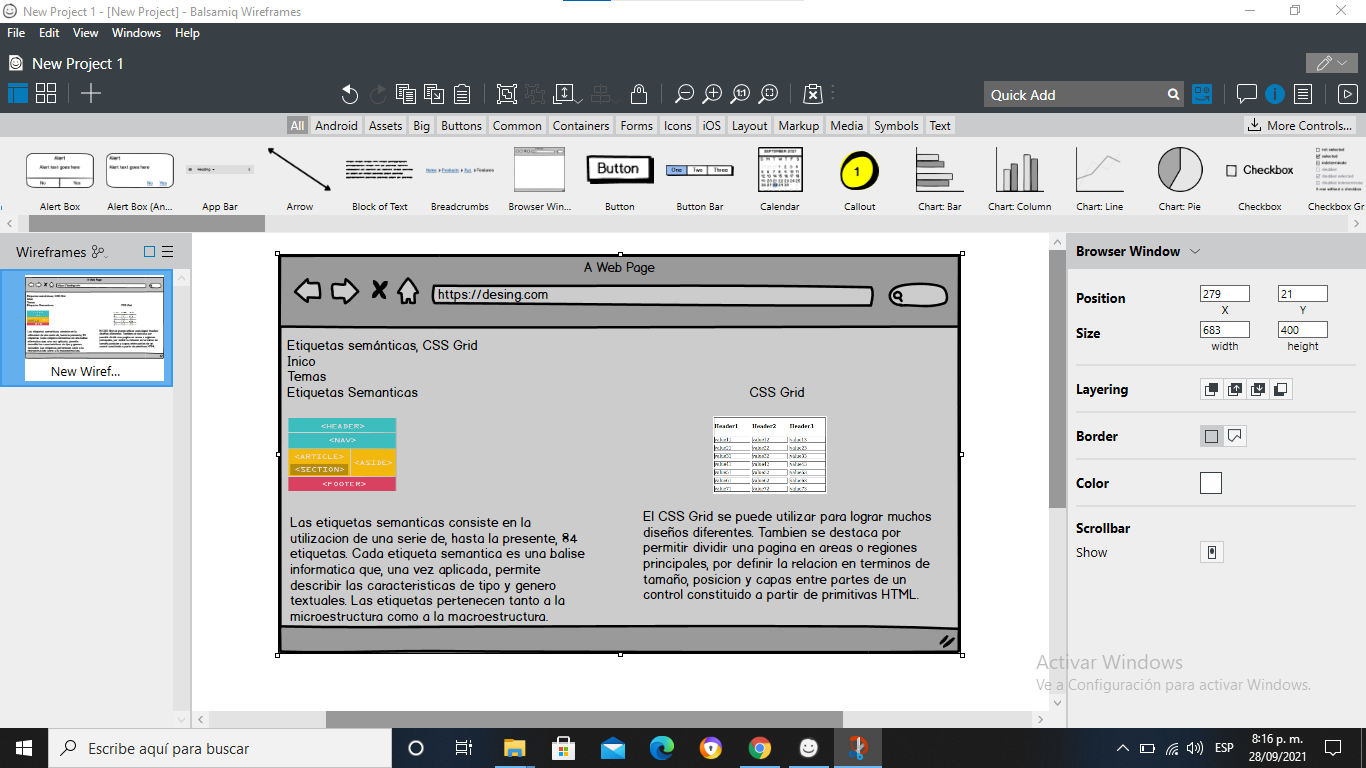 New Project 1 - [New Project] - Balsamiq Wireframes
File Edit View Windows Help
New Project 1
Quick Add
All Android Assets Big Buttons Common Containers Forms Icons iOS Layout Markup Media Symbols Text
More Controls...
Alert
Alert text goes here
No Yes
Alert
Alert text goes here
No Yes
Button
One Two Three
SEPTEMBER 2021
1
Checkbox
Alert Box Alert Box (An... App Bar Arrow Block of Text Breadcrumbs Browser Win... Button Button Bar Calendar Callout Chart: Bar Chart: Column Chart: Line Chart: Pie Checkbox Checkbox Gr
Wireframes
New Wiref...
A Web Page
https://desing.com
Etiquetas semánticas, CSS Grid
Inico
Temas
Etiquetas Semanticas
CSS Grid
<HEADER>
<NAV>
<ARTICLE>
<ASIDE>
<SECTION>
<FOOTER>
Header1 Header2 Header3
Las etiquetas semanticas consiste en la
utilizacion de una serie de, hasta la presente, 84
etiquetas. Cada etiqueta semantica es una balise
informatica que, una vez aplicada, permite
describir las caracteristicas de tipo y genero
textuales. Las etiquetas pertenecen tanto a la
microestructura como a la macroestructura.
El CSS Grid se puede utilizar para lograr muchos
diseños diferentes. Tambien se destaca por
permitir dividir una pagina en areas o regiones
principales, por definir la relacion en terminos de
tamaño, posicion y capas entre partes de un
control constituido a partir de primitivas HTML.
Browser Window
Position 279 21
X Y
Size 683 400
width height
Layering
Border
Color
Scrollbar
Show
Activar Windows
Ve a Configuración para activar Windows.
Escribe aquí para buscar
ESP
8:16 p. m.
28/09/2021